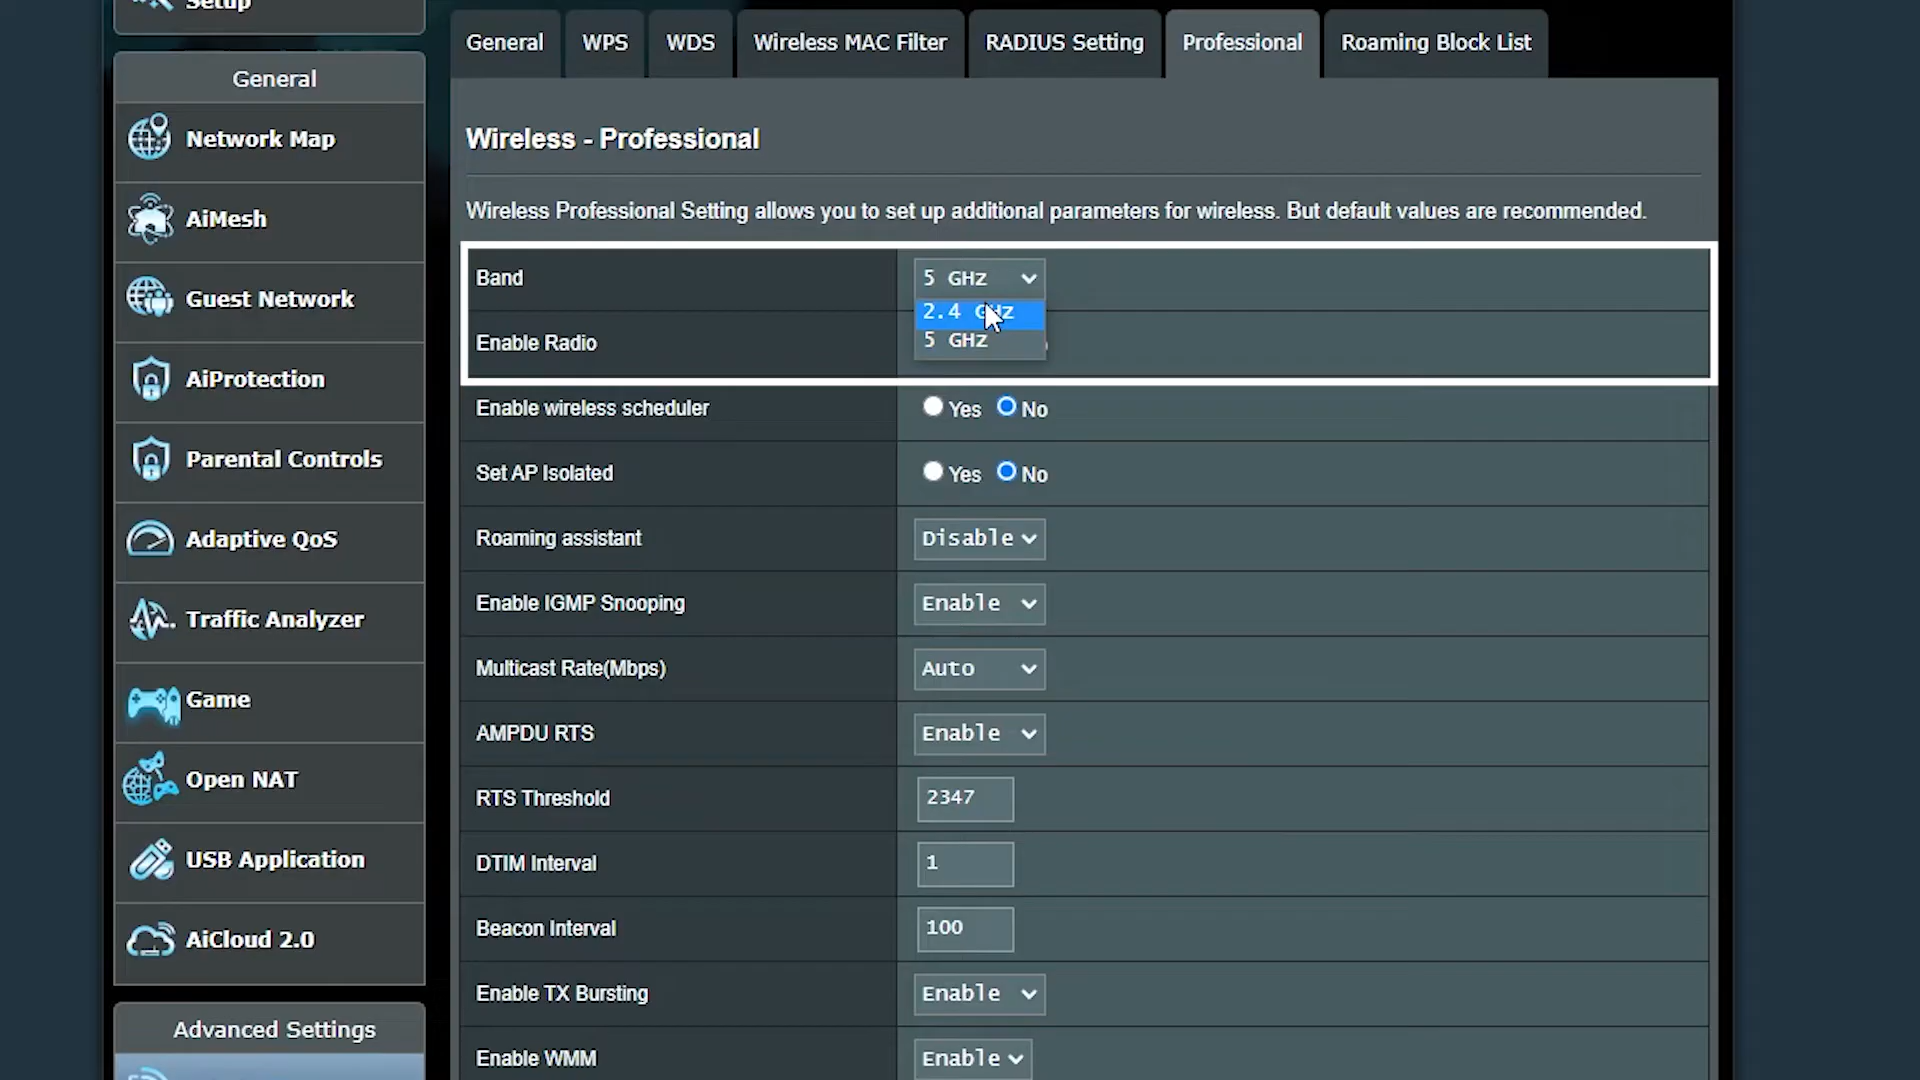 Setup
General
Network Map
AiMesh
Guest Network
AiProtection
Parental Controls
Adaptive QoS
Traffic Analyzer
Game
Open NAT
USB Application
AiCloud 2.0
Advanced Settings
General WPS WDS Wireless MAC Filter RADIUS Setting Professional Roaming Block List
Wireless - Professional
Wireless Professional Setting allows you to set up additional parameters for wireless. But default values are recommended.
Band 5 GHz
2.4 GHz
Enable Radio 5 GHz
Enable wireless scheduler Yes No
Set AP Isolated Yes No
Roaming assistant Disable
Enable IGMP Snooping Enable
Multicast Rate(Mbps) Auto
AMPDU RTS Enable
RTS Threshold 2347
DTIM Interval 1
Beacon Interval 100
Enable TX Bursting Enable
Enable WMM Enable